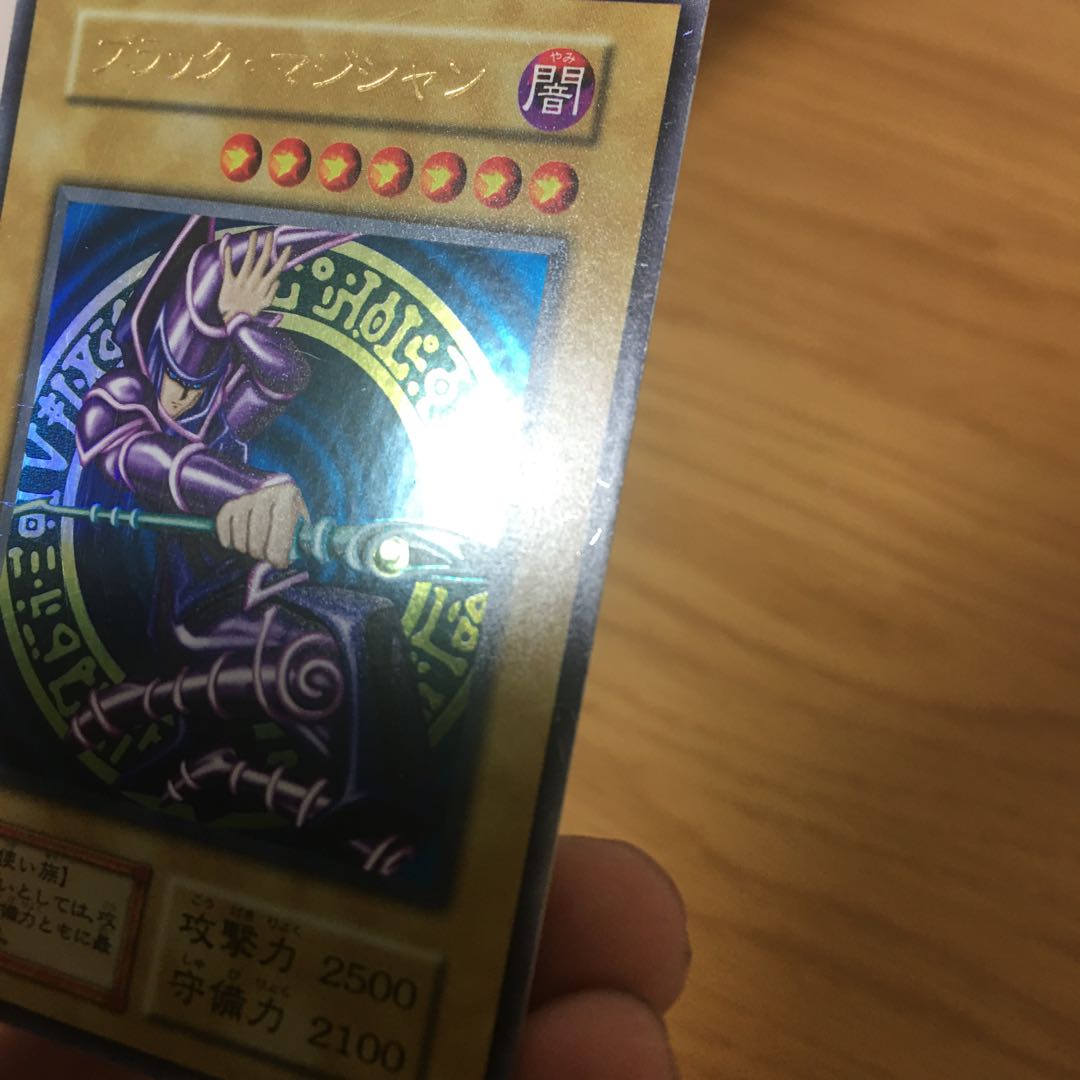 ブラック・マジシャン
やみ
闇
使い族】
いとしては、攻
備力ともに最
こう げき りょく
攻撃力 2500
しゅ び りょく
守備力 2100